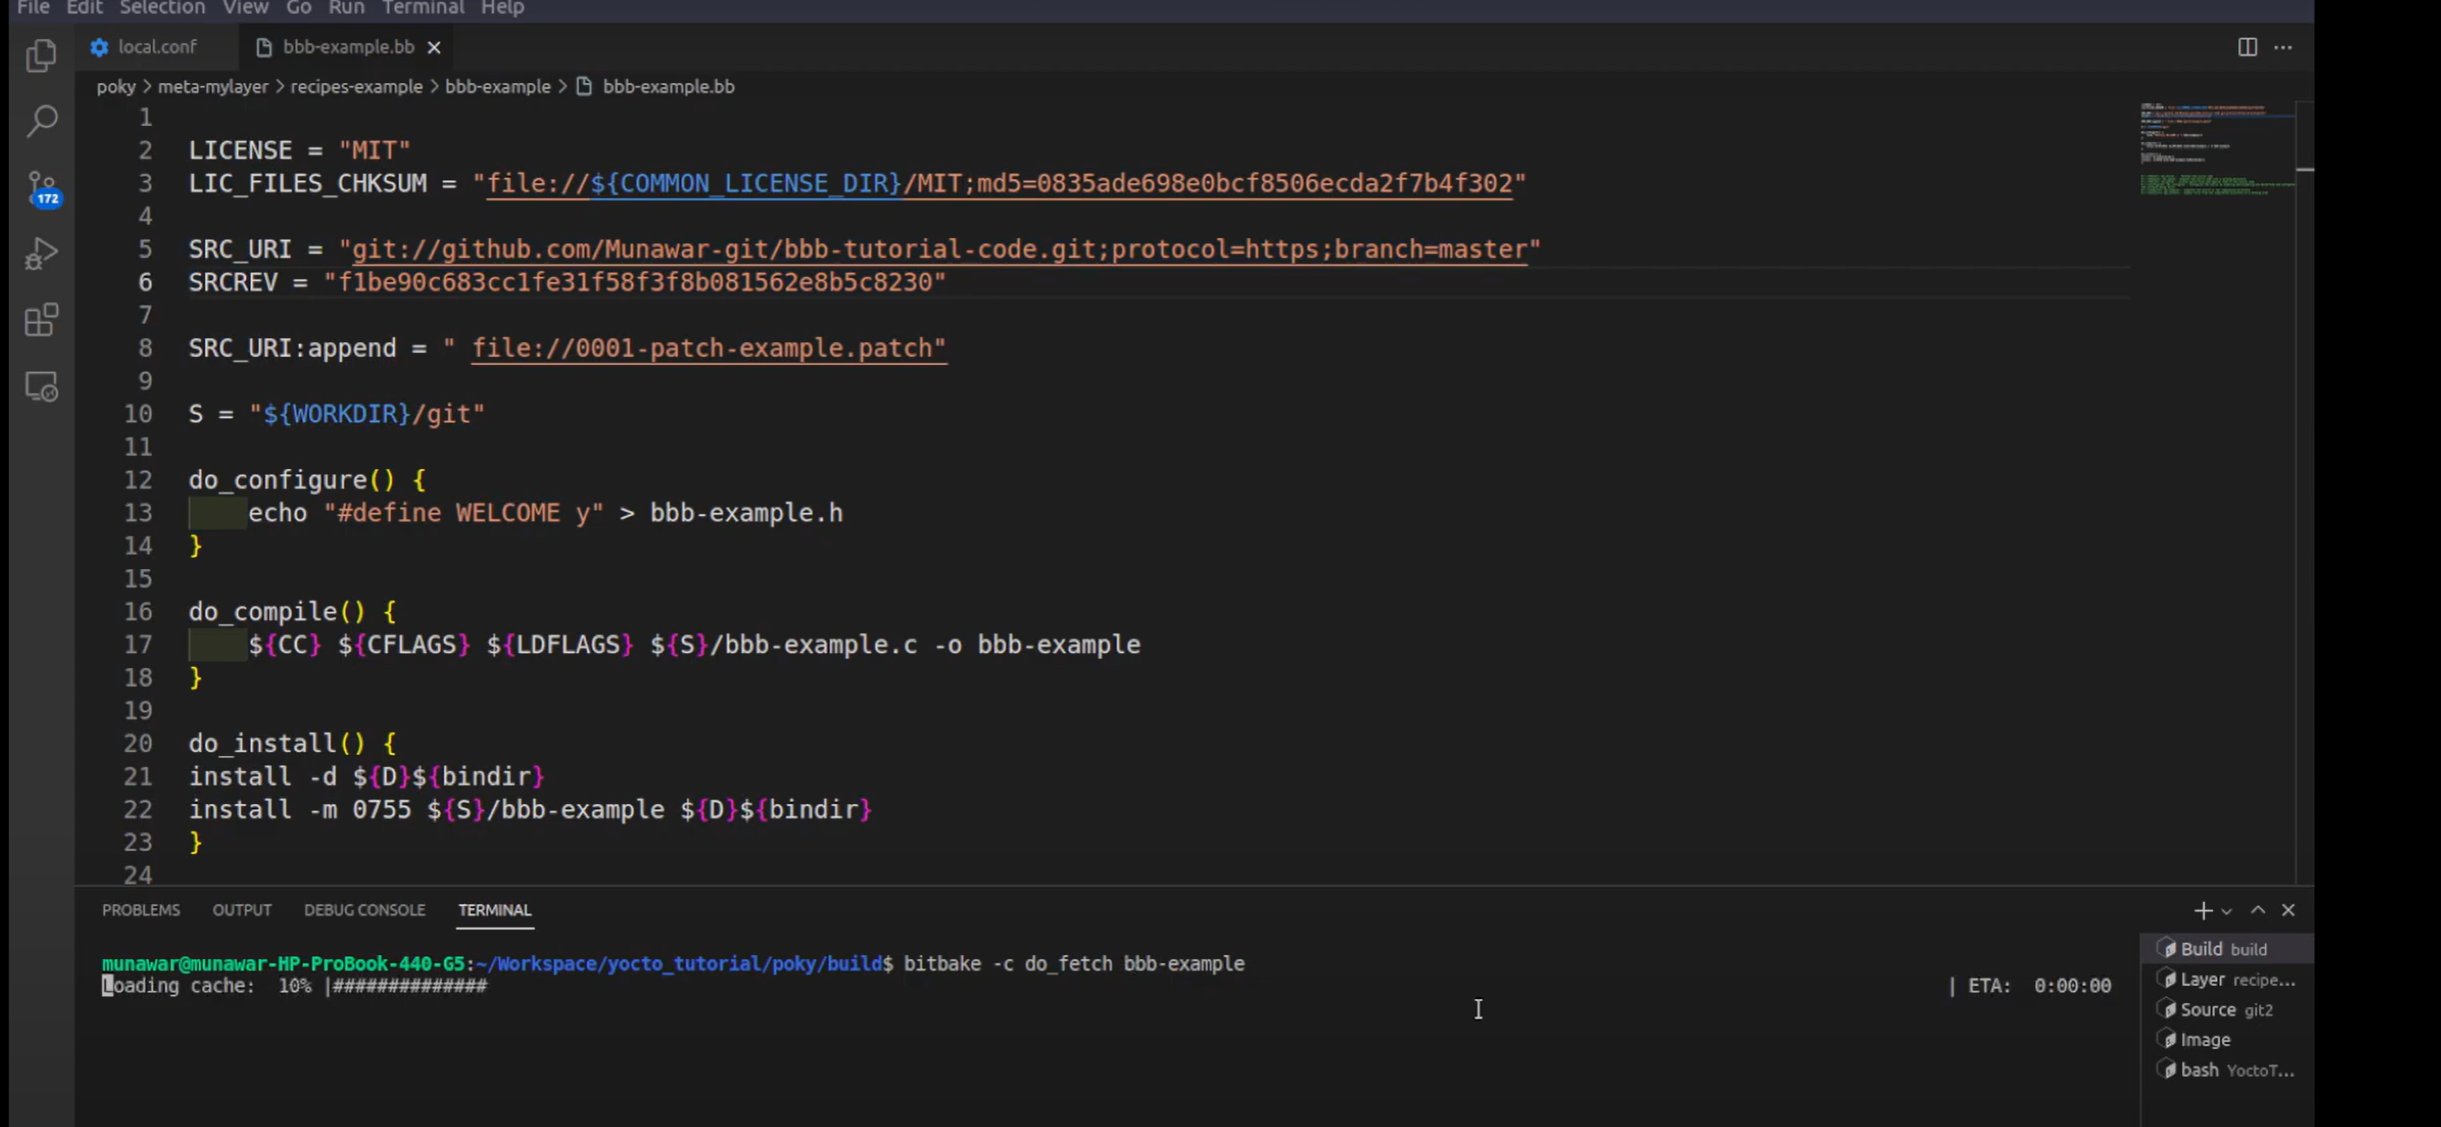 File Edit Selection View Go Run Terminal Help
local.conf bbb-example.bb
poky > meta-mylayer > recipes-example > bbb-example > bbb-example.bb
1
2 LICENSE = "MIT"
3 LIC_FILES_CHKSUM = "file://${COMMON_LICENSE_DIR}/MIT;md5=0835ade698e0bcf8506ecda2f7b4f302"
4
5 SRC_URI = "git://github.com/Munawar-git/bbb-tutorial-code.git;protocol=https;branch=master"
6 SRCREV = "f1be90c683cc1fe31f58f3f8b081562e8b5c8230"
7
8 SRC_URI:append = " file://0001-patch-example.patch"
9
10 S = "${WORKDIR}/git"
11
12 do_configure() {
13 echo "#define WELCOME y" > bbb-example.h
14 }
15
16 do_compile() {
17 ${CC} ${CFLAGS} ${LDFLAGS} ${S}/bbb-example.c -o bbb-example
18 }
19
20 do_install() {
21 install -d ${D}${bindir}
22 install -m 0755 ${S}/bbb-example ${D}${bindir}
23 }
24
172
PROBLEMS OUTPUT DEBUG CONSOLE TERMINAL
munawar@munawar-HP-ProBook-440-G5:~/Workspace/yocto_tutorial/poky/build$ bitbake -c do_fetch bbb-example
Loading cache: 10% |############## | ETA: 0:00:00
Build build
Layer recipe...
Source git2
Image
bash YoctoT...